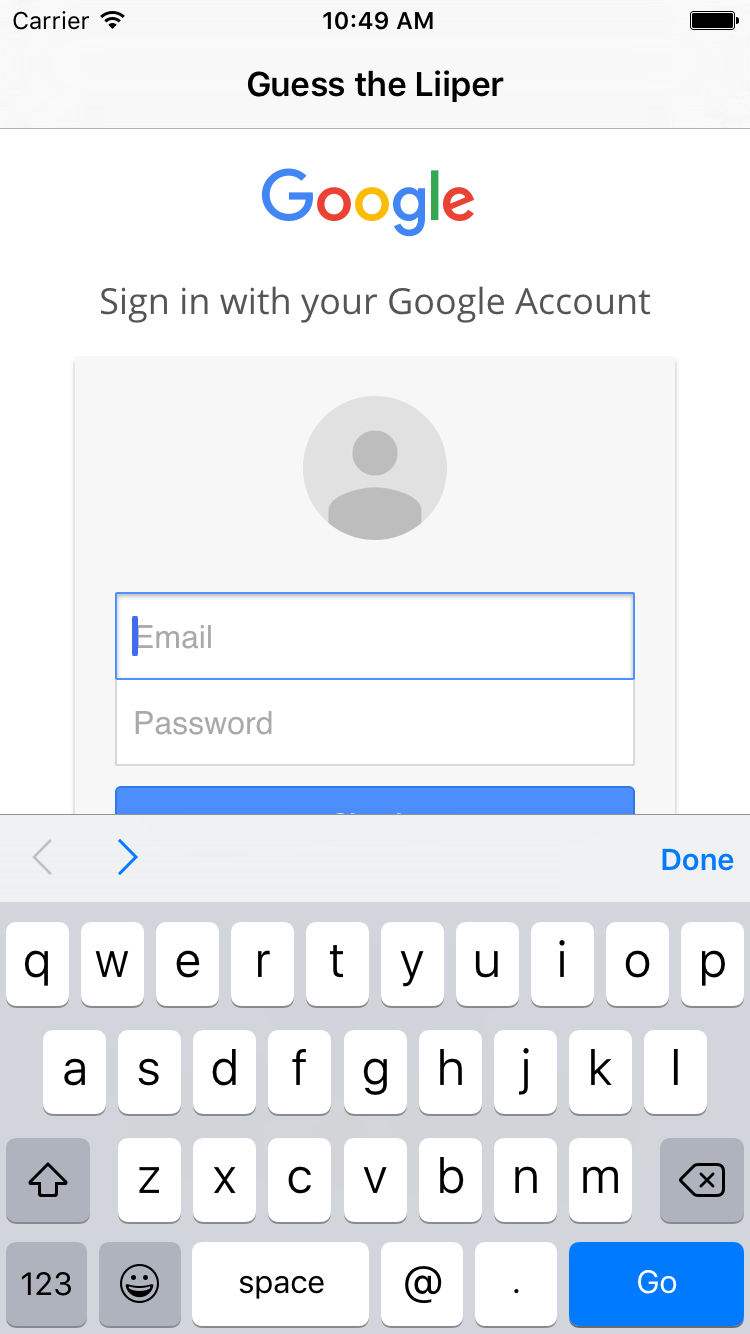 Carrier 10:49 AM
Guess the Liiper
Google
Sign in with your Google Account
Email
Password
Done
q w e r t y u i o p
a s d f g h j k l
z x c v b n m
123 space @ . Go